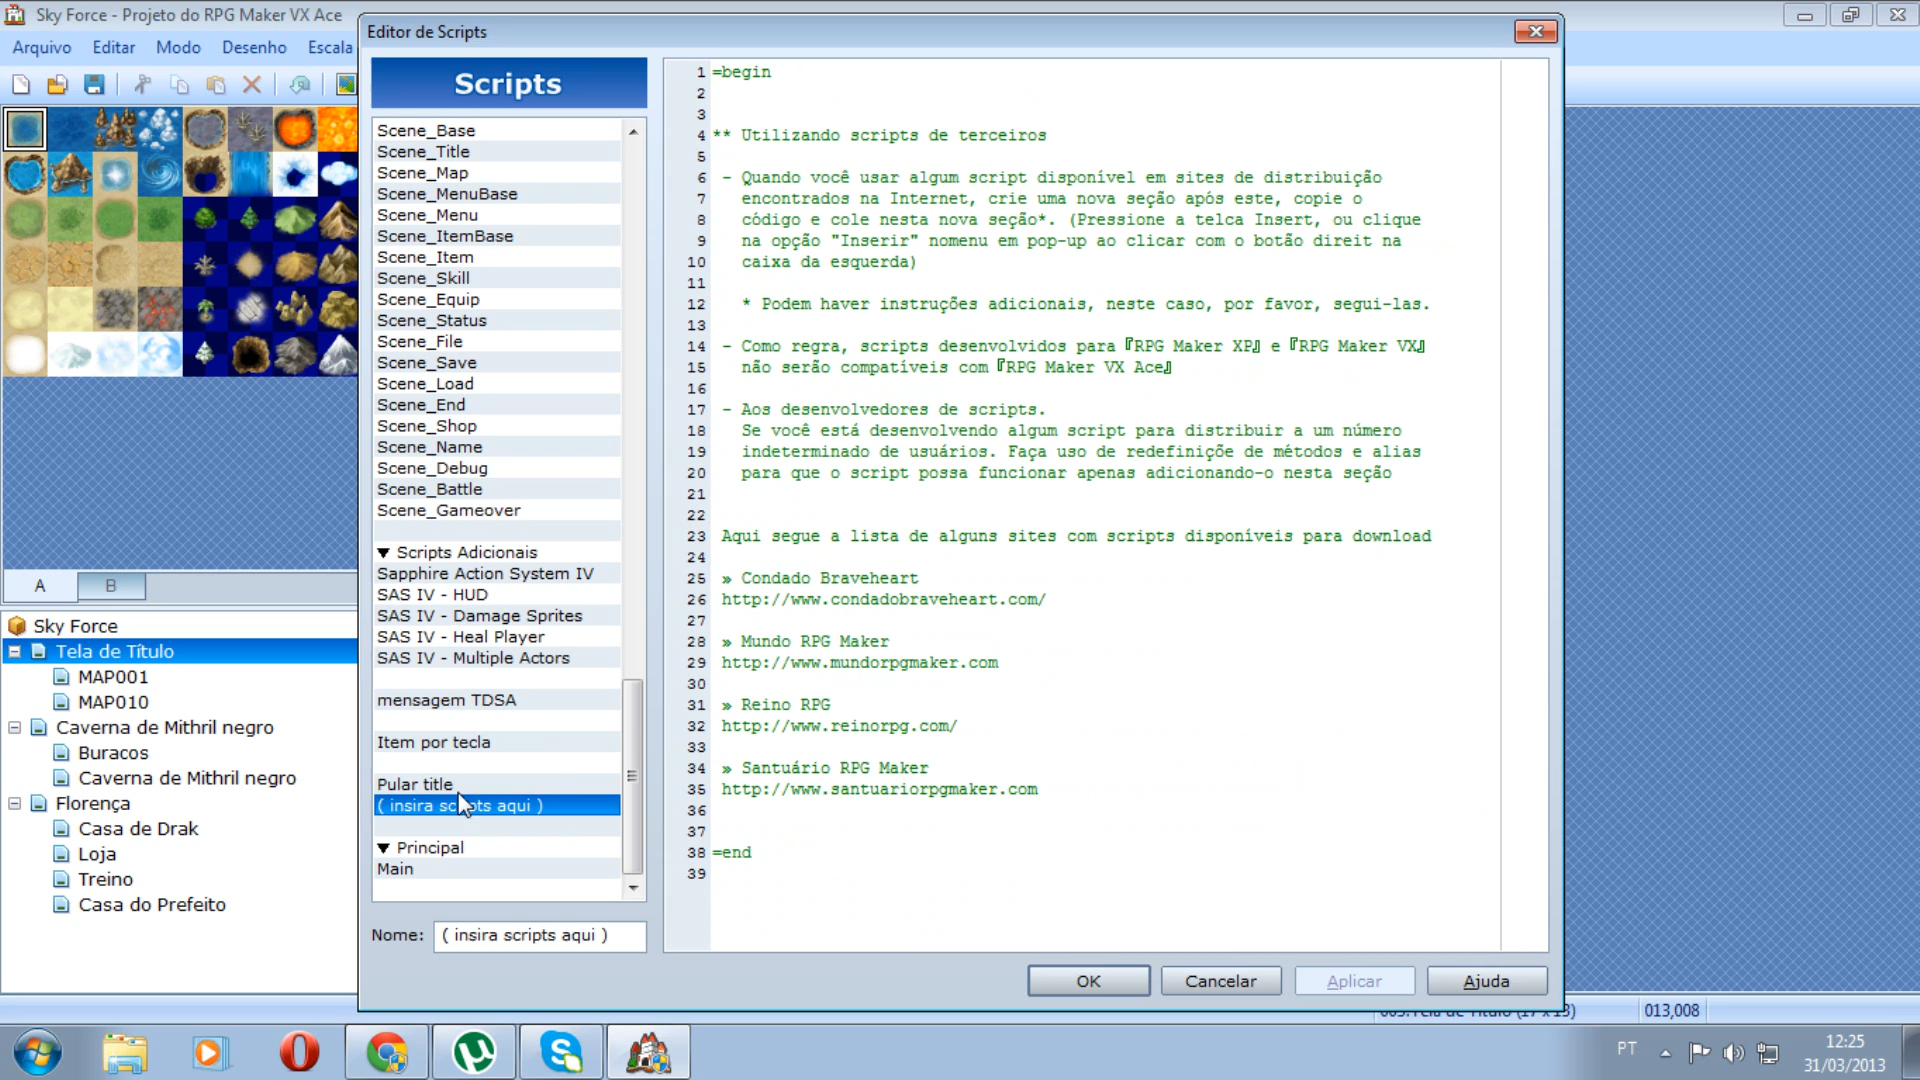 Sky Force - Projeto do RPG Maker VX Ace
Arquivo Editar Modo Desenho Escala
A B
Sky Force
Tela de Título
MAP001
MAP010
Caverna de Mithril negro
Buracos
Caverna de Mithril negro
Florença
Casa de Drak
Loja
Treino
Casa do Prefeito
Editor de Scripts
Scripts
Scene_Base
Scene_Title
Scene_Map
Scene_MenuBase
Scene_Menu
Scene_ItemBase
Scene_Item
Scene_Skill
Scene_Equip
Scene_Status
Scene_File
Scene_Save
Scene_Load
Scene_End
Scene_Shop
Scene_Name
Scene_Debug
Scene_Battle
Scene_Gameover
▼ Scripts Adicionais
Sapphire Action System IV
SAS IV - HUD
SAS IV - Damage Sprites
SAS IV - Heal Player
SAS IV - Multiple Actors
mensagem TDSA
Item por tecla
Pular title
( insira scripts aqui )
▼ Principal
Main
Nome: ( insira scripts aqui )
1 =begin
2
3
4 ** Utilizando scripts de terceiros
5
6 - Quando você usar algum script disponível em sites de distribuição
7 encontrados na Internet, crie uma nova seção após este, copie o
8 código e cole nesta nova seção*. (Pressione a telca Insert, ou clique
9 na opção "Inserir" nomenu em pop-up ao clicar com o botão direit na
10 caixa da esquerda)
11
12 * Podem haver instruções adicionais, neste caso, por favor, segui-las.
13
14 - Como regra, scripts desenvolvidos para『RPG Maker XP』e『RPG Maker VX』
15 não serão compatíveis com『RPG Maker VX Ace』
16
17 - Aos desenvolvedores de scripts.
18 Se você está desenvolvendo algum script para distribuir a um número
19 indeterminado de usuários. Faça uso de redefiniçõe de métodos e alias
20 para que o script possa funcionar apenas adicionando-o nesta seção
21
22
23 Aqui segue a lista de alguns sites com scripts disponíveis para download
24
25 » Condado Braveheart
26 http://www.condadobraveheart.com/
27
28 » Mundo RPG Maker
29 http://www.mundorpgmaker.com
30
31 » Reino RPG
32 http://www.reinorpg.com/
33
34 » Santuário RPG Maker
35 http://www.santuariorpgmaker.com
36
37
38 =end
39
OK Cancelar Aplicar Ajuda
013,008
PT
12:25
31/03/2013